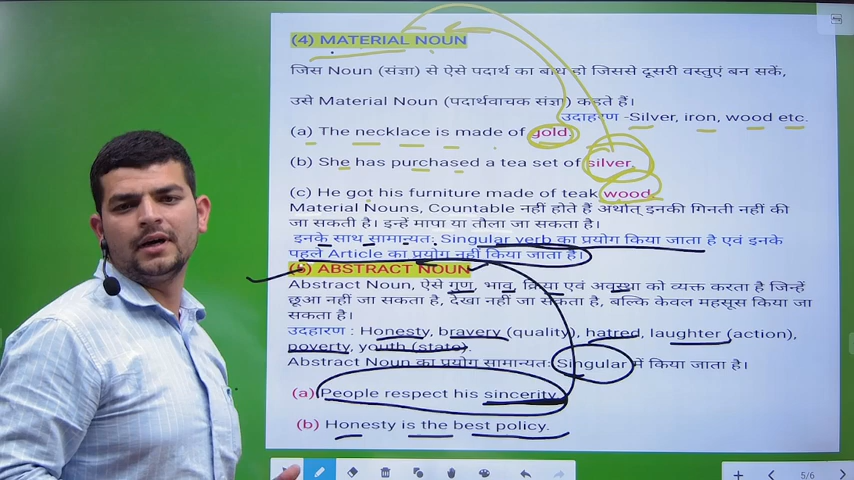 (4) MATERIAL NOUN
जिस Noun (संज्ञा) से ऐसे पदार्थ का बोध हो जिससे दूसरी वस्तुएं बन सकें,
उसे Material Noun (पदार्थवाचक संज्ञा) कहते हैं।
उदाहरण -Silver, iron, wood etc.
(a) The necklace is made of gold.
(b) She has purchased a tea set of silver.
(c) He got his furniture made of teak wood.
Material Nouns, Countable नहीं होते हैं अर्थात् इनकी गिनती नहीं की
जा सकती है। इन्हें मापा या तौला जा सकता है।
इनके साथ सामान्यत: Singular verb का प्रयोग किया जाता है एवं इनके
पहले Article का प्रयोग नहीं किया जाता है।
(5) ABSTRACT NOUN
Abstract Noun, ऐसे गुण, भाव, क्रिया एवं अवस्था को व्यक्त करता है जिन्हें
छूआ नहीं जा सकता है, देखा नहीं जा सकता है, बल्कि केवल महसूस किया जा
सकता है।
उदहारण : Honesty, bravery (quality), hatred, laughter (action),
poverty, youth (state).
Abstract Noun का प्रयोग सामान्यत: Singular में किया जाता है।
(a) People respect his sincerity.
(b) Honesty is the best policy.
5/6